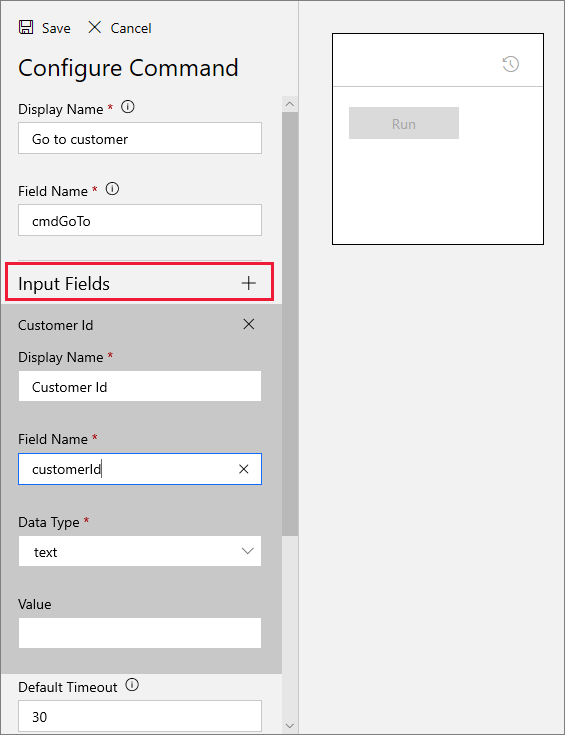 Save Cancel
Configure Command
Display Name *
Go to customer
Field Name *
cmdGoTo
Input Fields
Customer Id
Display Name *
Customer Id
Field Name *
customerId
Data Type *
text
Value
Default Timeout
30
Run